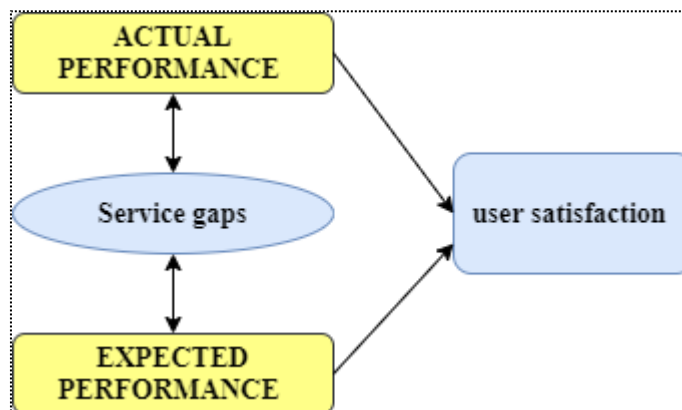 ACTUAL
PERFORMANCE
Service gaps
user satisfaction
EXPECTED
PERFORMANCE